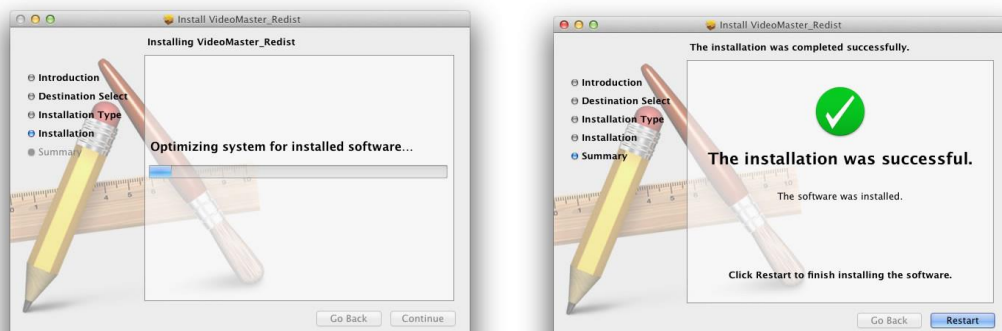 Install VideoMaster_Redist
Installing VideoMaster_Redist
Introduction
Destination Select
Installation Type
Installation
Summary
Optimizing system for installed software...
Go Back
Continue
Install VideoMaster_Redist
The installation was completed successfully.
Introduction
Destination Select
Installation Type
Installation
Summary
The installation was successful.
The software was installed.
Click Restart to finish installing the software.
Go Back
Restart